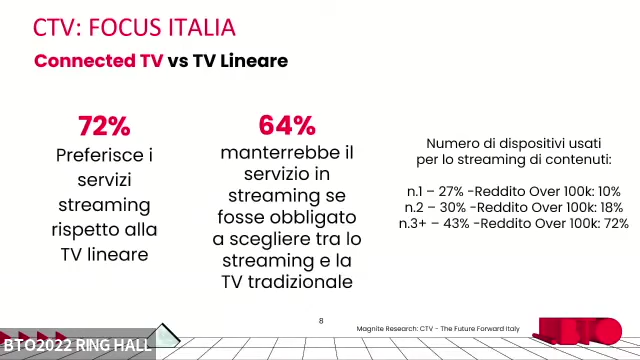 CTV: FOCUS ITALIA
Connected TV vs TV Lineare
72%
Preferisce i
servizi
streaming
rispetto alla
TV lineare
64%
manterrebbe il
servizio in
streaming se
fosse obbligato
a scegliere tra lo
streaming e la
TV tradizionale
Numero di dispositivi usati
per lo streaming di contenuti:
n.1 – 27% -Reddito Over 100k: 10%
n.2 – 30% -Reddito Over 100k: 18%
n.3+ – 43% -Reddito Over 100k: 72%
8
Magnite Research: CTV - The Future Forward Italy
BTO2022 RING HALL
BTO